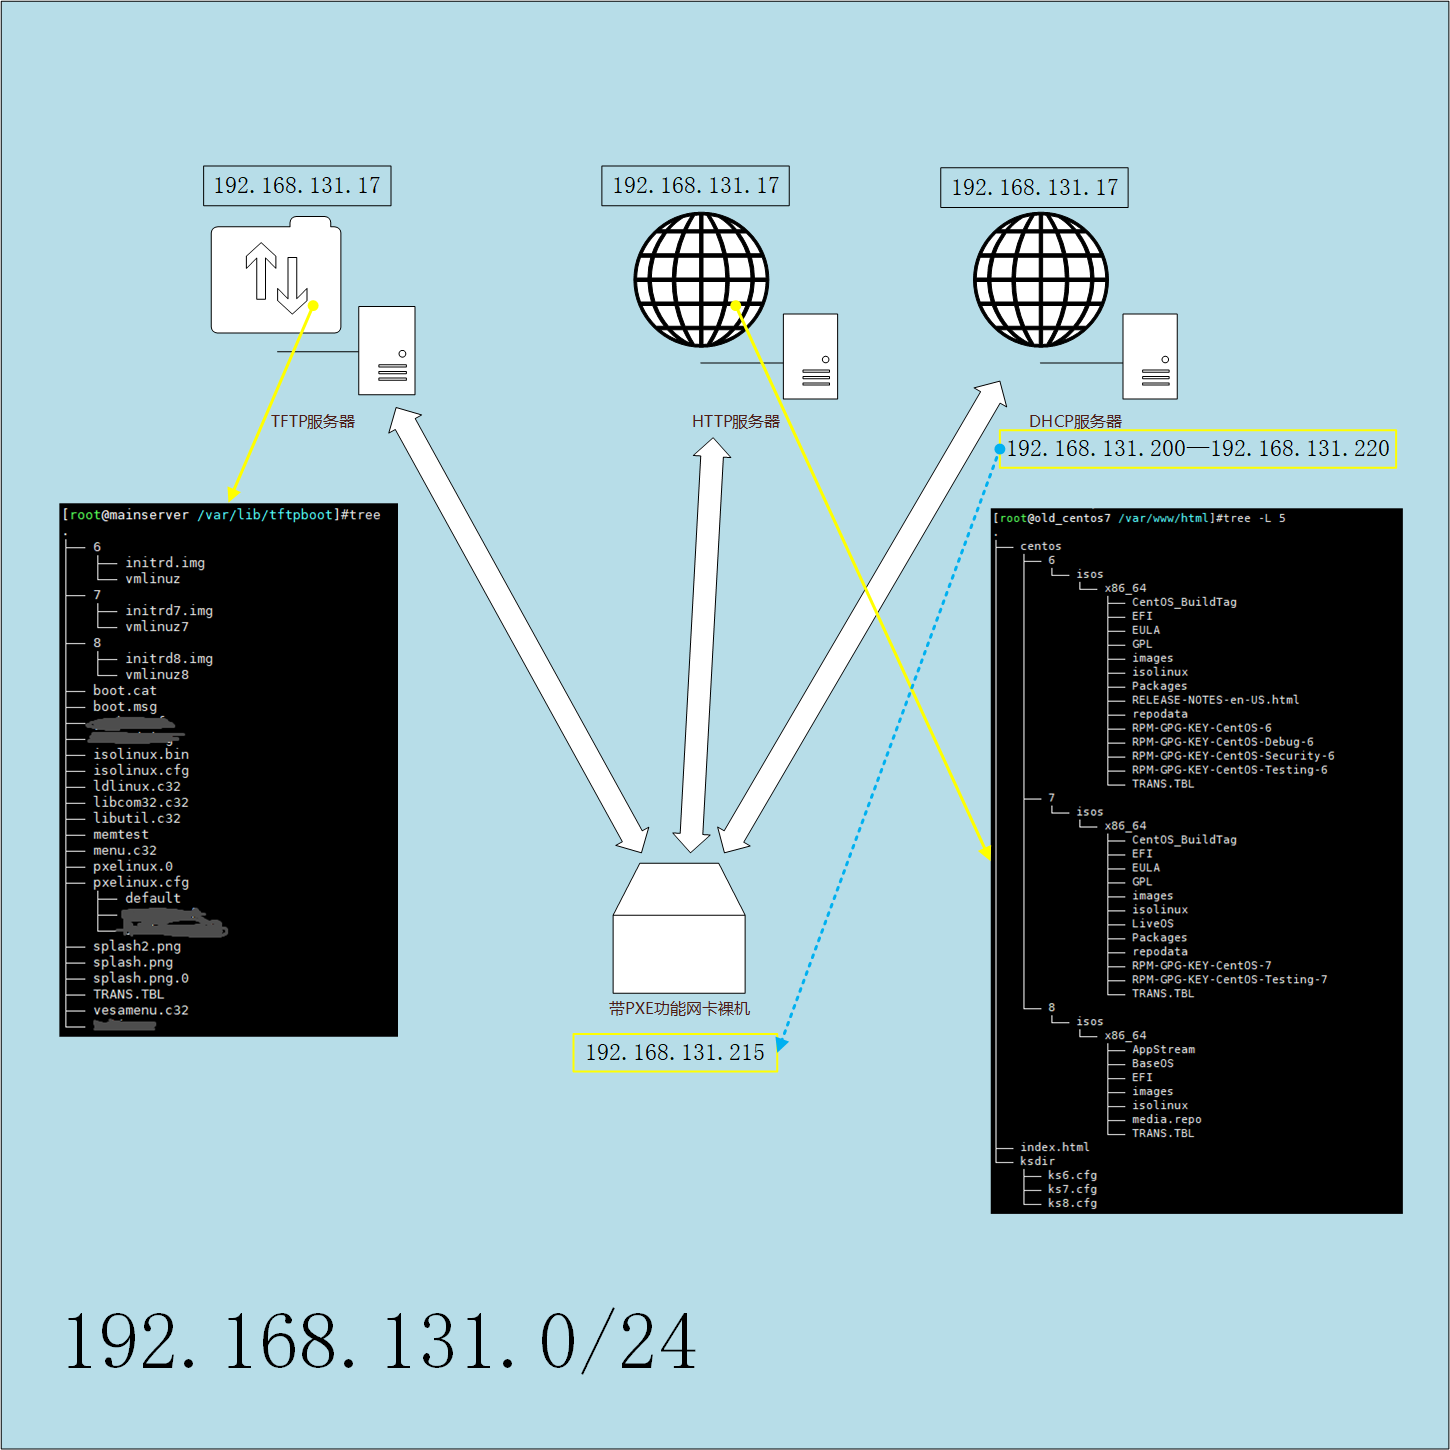 192.168.131.17
192.168.131.17
192.168.131.17
TFTP服务器
HTTP服务器
DHCP服务器
192.168.131.200—192.168.131.220
[root@mainserver /var/lib/tftpboot]#tree
.
├── 6
│   ├── initrd.img
│   └── vmlinuz
├── 7
│   ├── initrd7.img
│   └── vmlinuz7
├── 8
│   ├── initrd8.img
│   └── vmlinuz8
├── boot.cat
├── boot.msg
├── isolinux.bin
├── isolinux.cfg
├── ldlinux.c32
├── libcom32.c32
├── libutil.c32
├── memtest
├── menu.c32
├── pxelinux.0
├── pxelinux.cfg
│   ├── default
├── splash2.png
├── splash.png
├── splash.png.0
├── TRANS.TBL
├── vesamenu.c32
[root@old_centos7 /var/www/html]#tree -L 5
.
├── centos
│   ├── 6
│   │   └── isos
│   │       └── x86_64
│   │           ├── CentOS_BuildTag
│   │           ├── EFI
│   │           ├── EULA
│   │           ├── GPL
│   │           ├── images
│   │           ├── isolinux
│   │           ├── Packages
│   │           ├── RELEASE-NOTES-en-US.html
│   │           ├── repodata
│   │           ├── RPM-GPG-KEY-CentOS-6
│   │           ├── RPM-GPG-KEY-CentOS-Debug-6
│   │           ├── RPM-GPG-KEY-CentOS-Security-6
│   │           ├── RPM-GPG-KEY-CentOS-Testing-6
│   │           └── TRANS.TBL
│   ├── 7
│   │   └── isos
│   │       └── x86_64
│   │           ├── CentOS_BuildTag
│   │           ├── EFI
│   │           ├── EULA
│   │           ├── GPL
│   │           ├── images
│   │           ├── isolinux
│   │           ├── LiveOS
│   │           ├── Packages
│   │           ├── repodata
│   │           ├── RPM-GPG-KEY-CentOS-7
│   │           ├── RPM-GPG-KEY-CentOS-Testing-7
│   │           └── TRANS.TBL
│   └── 8
│       └── isos
│           └── x86_64
│               ├── AppStream
│               ├── BaseOS
│               ├── EFI
│               ├── images
│               ├── isolinux
│               ├── media.repo
│               └── TRANS.TBL
├── index.html
└── ksdir
    ├── ks6.cfg
    ├── ks7.cfg
    └── ks8.cfg
带PXE功能网卡裸机
192.168.131.215
192.168.131.0/24